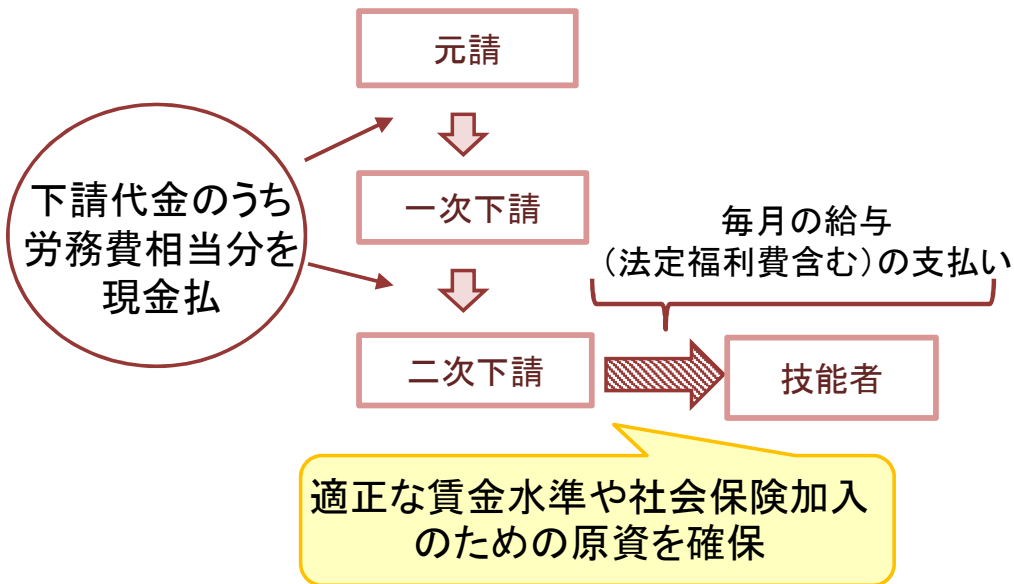 元請
下請代金のうち
労務費相当分を
現金払
一次下請
毎月の給与
（法定福利費含む）の支払い
二次下請
技能者
適正な賃金水準や社会保険加入
のための原資を確保